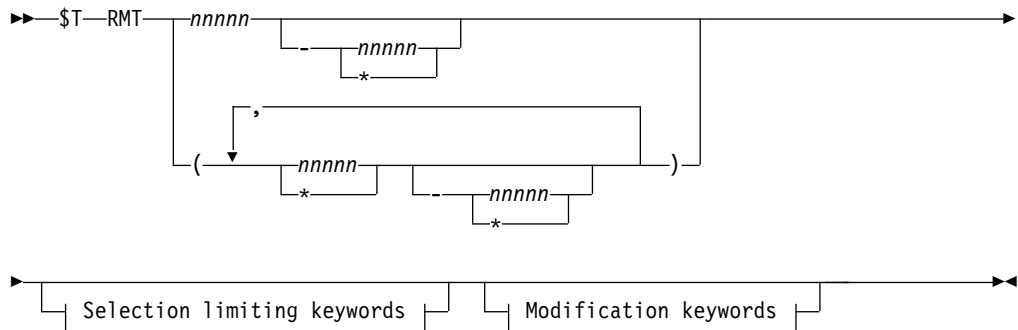 $T RMT nnnnn
- nnnnn
*
,
( nnnnn )
* - nnnnn
*
Selection limiting keywords Modification keywords